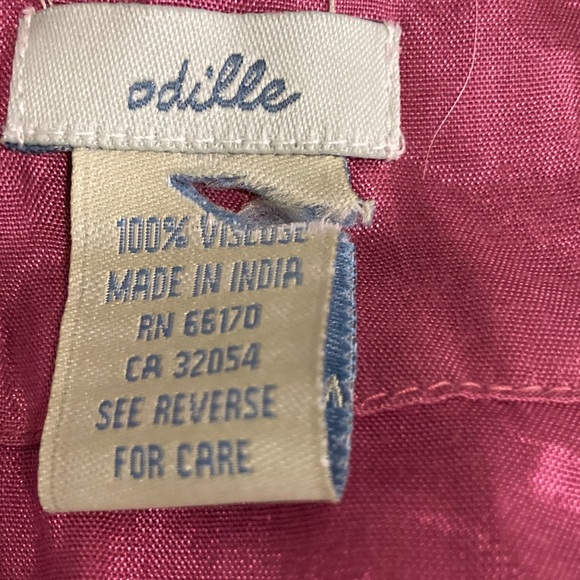 odille
100% VISCOSE
MADE IN INDIA
RN 66170
CA 32054
SEE REVERSE
FOR CARE